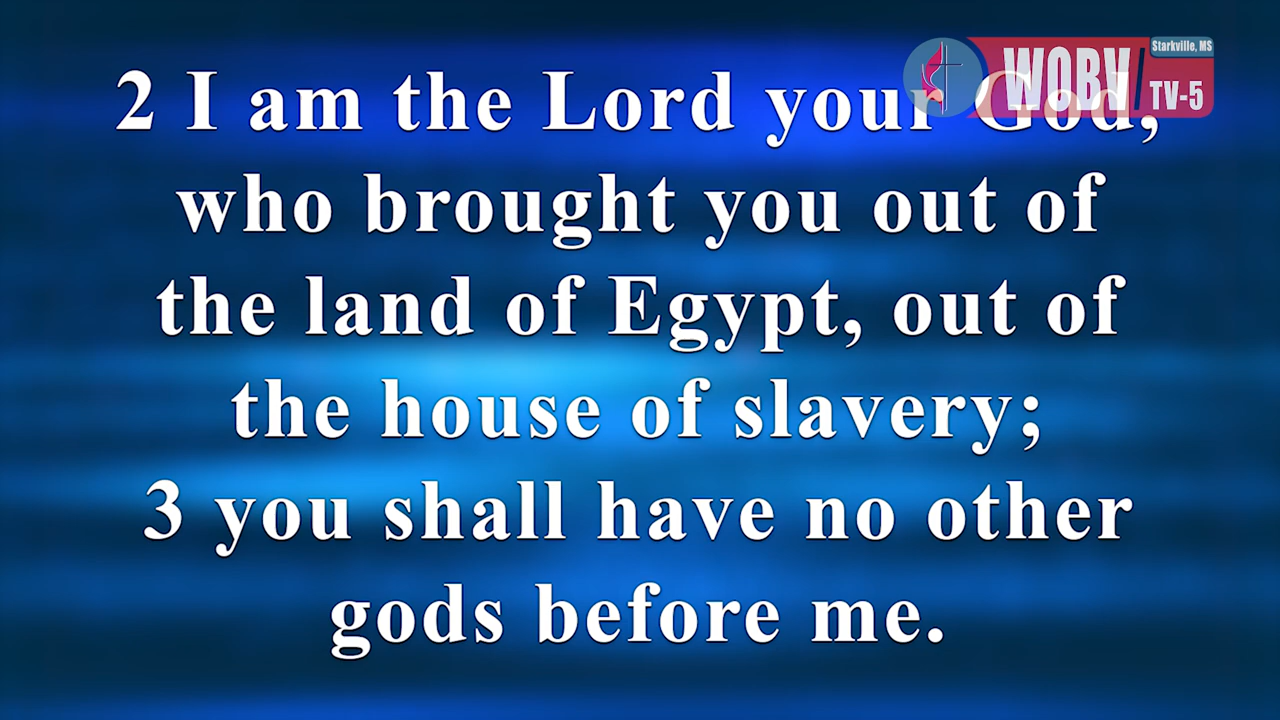 2 I am the Lord your God,
who brought you out of
the land of Egypt, out of
the house of slavery;
3 you shall have no other
gods before me.
WOBV
Starkville, MS
TV-5